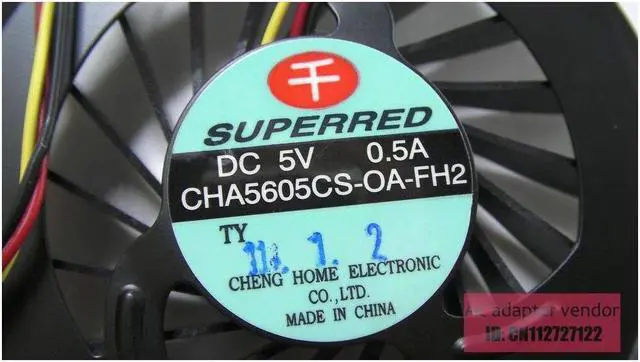 千
SUPERRED
DC 5V 0.5A
CHA5605CS-OA-FH2
TY
11. 1. 2
CHENG HOME ELECTRONIC
CO.,LTD.
MADE IN CHINA
AC adapter vendor
ID: CN112727122